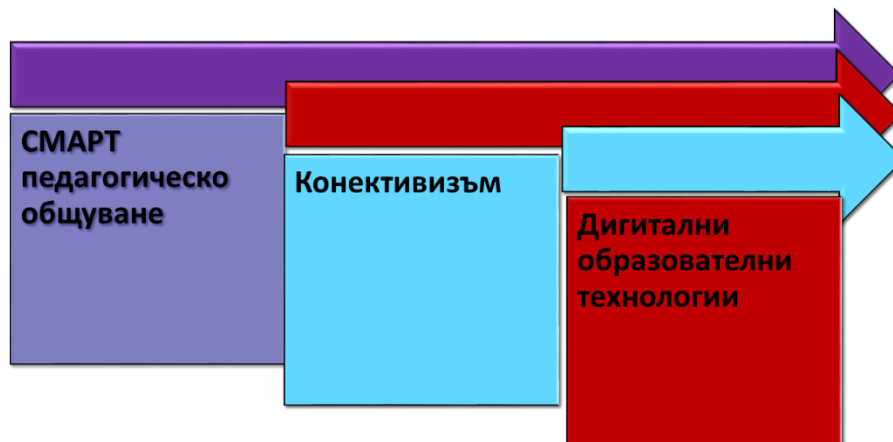 СМАРТ
педагогическо
общуване
Конективизъм
Дигитални
образователни
технологии